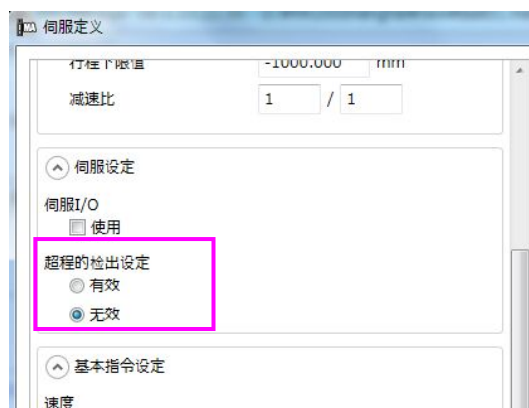 伺服定义
行程下限值 -1000.000 mm
减速比 1 / 1
伺服设定
伺服I/O
使用
超程的检出设定
有效
无效
基本指令设定
速度